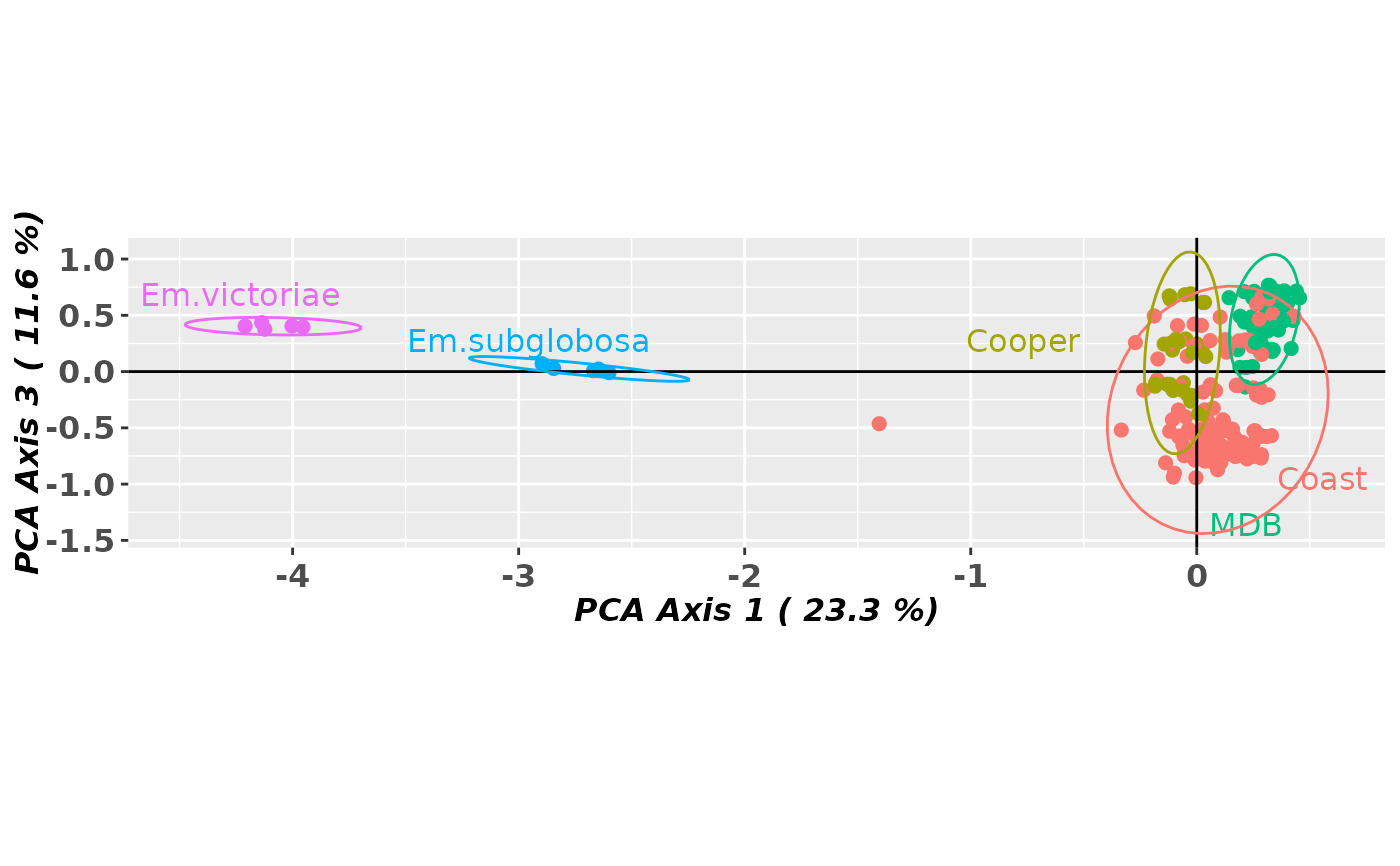 PCA Axis 3 ( 11.6 %)
1.0
0.5
0.0
-0.5
-1.0
-1.5
Em.victoriae
Em.subglobosa
Cooper
Coast
MDB
-4 -3 -2 -1 0
PCA Axis 1 ( 23.3 %)